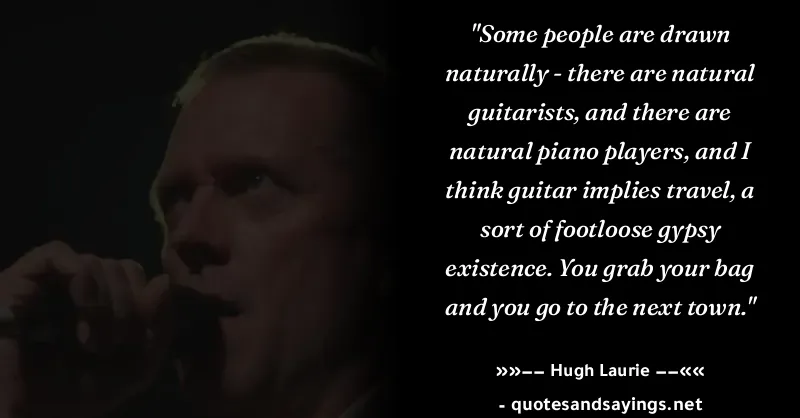 "Some people are drawn
naturally - there are natural
guitarists, and there are
natural piano players, and I
think guitar implies travel, a
sort of footloose gypsy
existence. You grab your bag
and you go to the next town."
»»–– Hugh Laurie ––««
- quotesandsayings.net